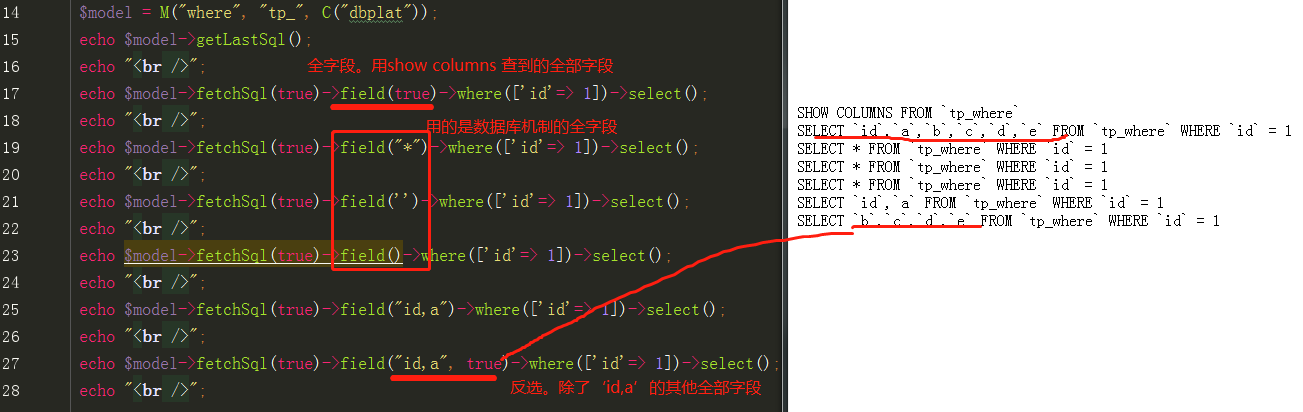 14 $model = M("where", "tp_", C("dbplat"));
15 echo $model->getLastSql();
16 echo "<br />";
全字段。用show columns 查到的全部字段
17 echo $model->fetchSql(true)->field(true)->where(['id'=> 1])->select();
18 echo "<br />";
用的是数据库机制的全字段
19 echo $model->fetchSql(true)->field("*")->where(['id'=> 1])->select();
20 echo "<br />";
21 echo $model->fetchSql(true)->field('')->where(['id'=> 1])->select();
22 echo "<br />";
23 echo $model->fetchSql(true)->field()->where(['id'=> 1])->select();
24 echo "<br />";
25 echo $model->fetchSql(true)->field("id,a")->where(['id'=> 1])->select();
26 echo "<br />";
27 echo $model->fetchSql(true)->field("id,a", true)->where(['id'=> 1])->select();
28 echo "<br />";
反选。除了‘id,a’的其他全部字段
SHOW COLUMNS FROM `tp_where`
SELECT `id`,`a`,`b`,`c`,`d`,`e` FROM `tp_where` WHERE `id` = 1
SELECT * FROM `tp_where` WHERE `id` = 1
SELECT * FROM `tp_where` WHERE `id` = 1
SELECT * FROM `tp_where` WHERE `id` = 1
SELECT `id`,`a` FROM `tp_where` WHERE `id` = 1
SELECT `b`,`c`,`d`,`e` FROM `tp_where` WHERE `id` = 1